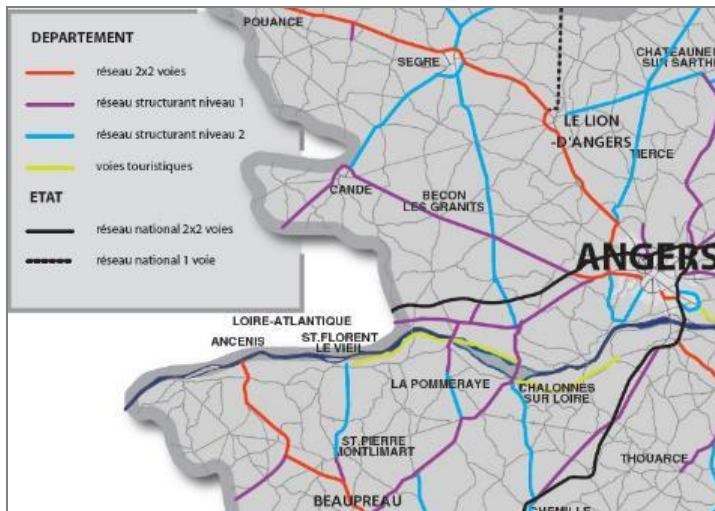 DEPARTEMENT
réseau 2x2 voies
réseau structurant niveau 1
réseau structurant niveau 2
voies touristiques
ETAT
réseau national 2x2 voies
réseau national 1 voie
POUANCE
SEGRE
CHATEAUNEUF
SUR SARTHE
LE LION
-D'ANGERS
TIERCE
CANDE
BECON
LES GRANITS
ANGERS
LOIRE-ATLANTIQUE
ANCENIS
ST.FLORENT
LE VIEIL
LA POMMERAYE
CHALONNES
SUR LOIRE
ST.PIERRE
MONTLIMART
THOUARCE
BEAUPREAU
CHEMILLE